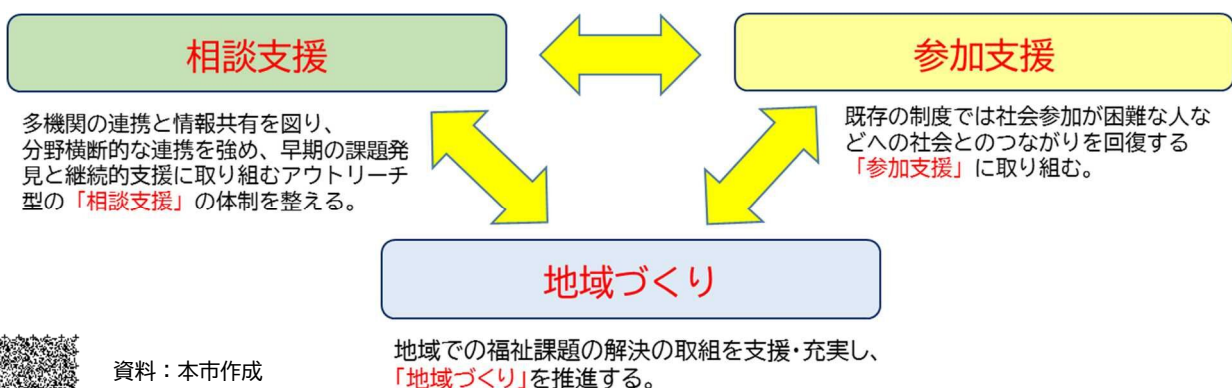 相談支援
参加支援
多機関の連携と情報共有を図り、
分野横断的な連携を強め、早期の課題発
見と継続的支援に取り組むアウトリーチ
型の「相談支援」の体制を整える。
既存の制度では社会参加が困難な人な
どへの社会とのつながりを回復する
「参加支援」に取り組む。
地域づくり
地域での福祉課題の解決の取組を支援・充実し、
「地域づくり」を推進する。
資料：本市作成